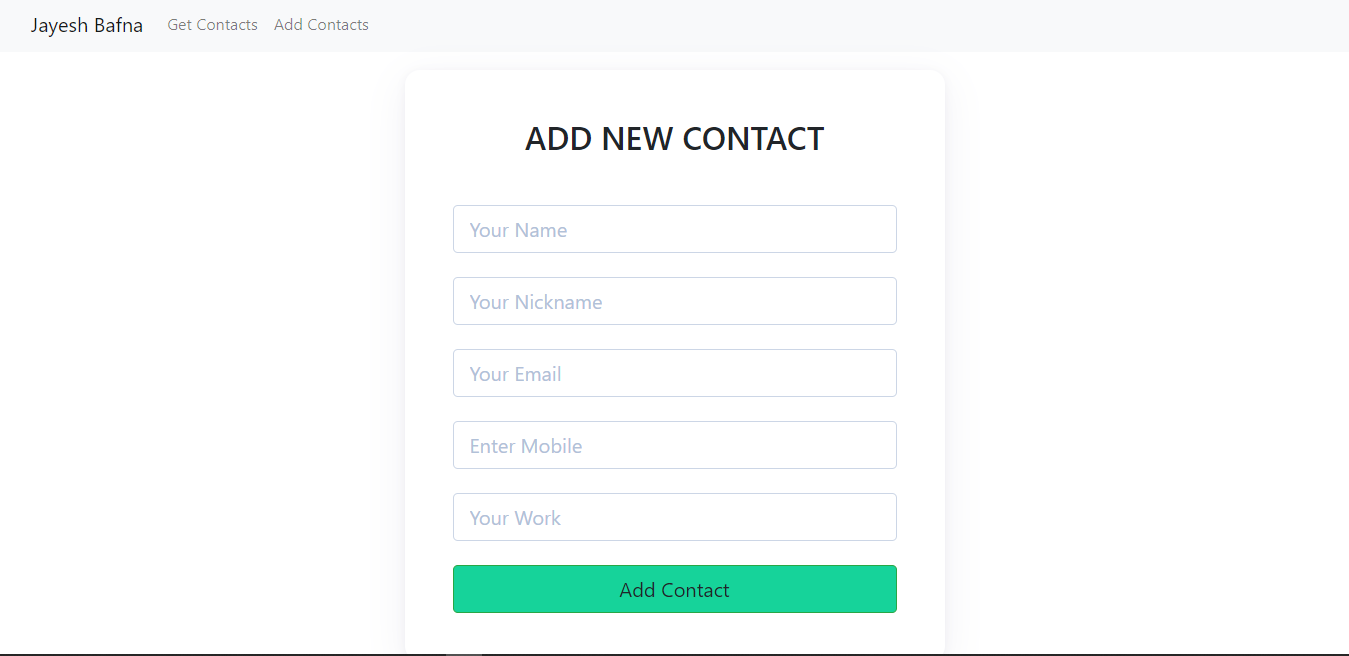 Jayesh Bafna Get Contacts Add Contacts
ADD NEW CONTACT
Your Name
Your Nickname
Your Email
Enter Mobile
Your Work
Add Contact